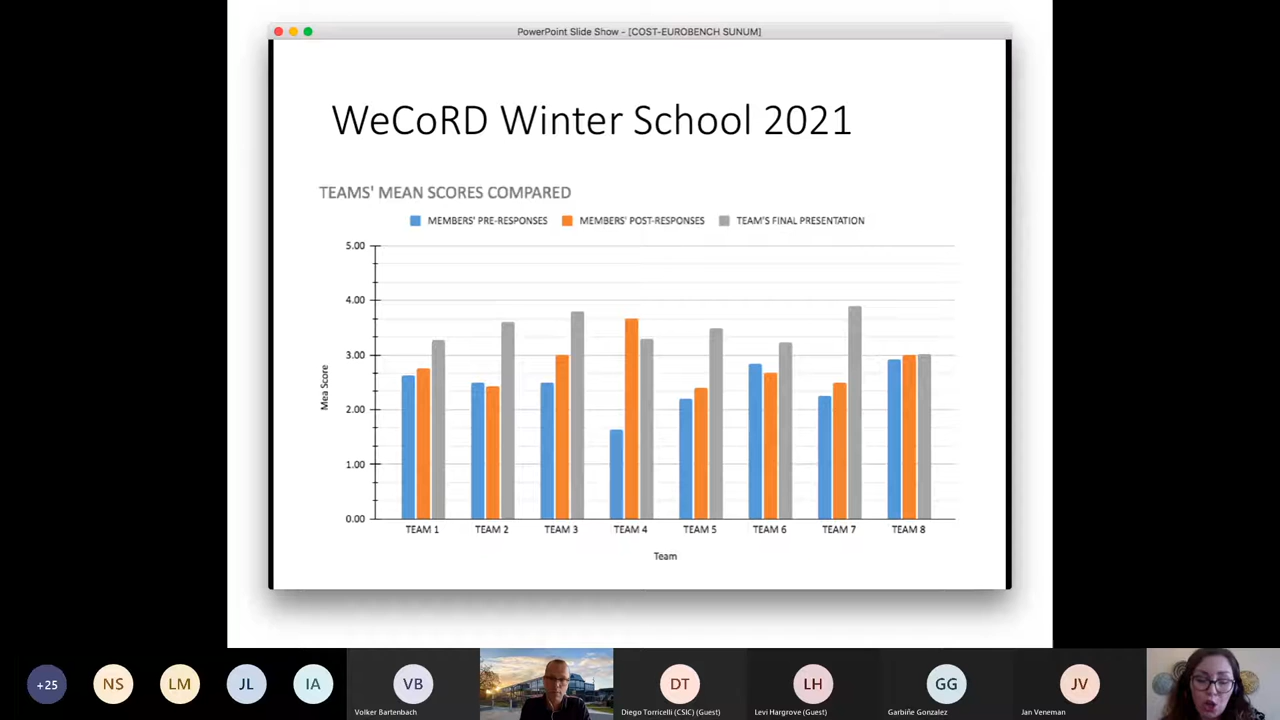 PowerPoint Slide Show - [COST-EUROBENCH SUNUM]
WeCoRD Winter School 2021
TEAMS' MEAN SCORES COMPARED
MEMBERS' PRE-RESPONSES MEMBERS' POST-RESPONSES TEAM'S FINAL PRESENTATION
5.00
4.00
3.00
2.00
1.00
0.00
Mea Score
TEAM 1 TEAM 2 TEAM 3 TEAM 4 TEAM 5 TEAM 6 TEAM 7 TEAM 8
Team
+25 NS LM JL IA VB DT LH GG JV
Volker Bartenbach Diego Torricelli (CSIC) (Guest) Levi Hargrove (Guest) Garbiñe Gonzalez Jan Veneman